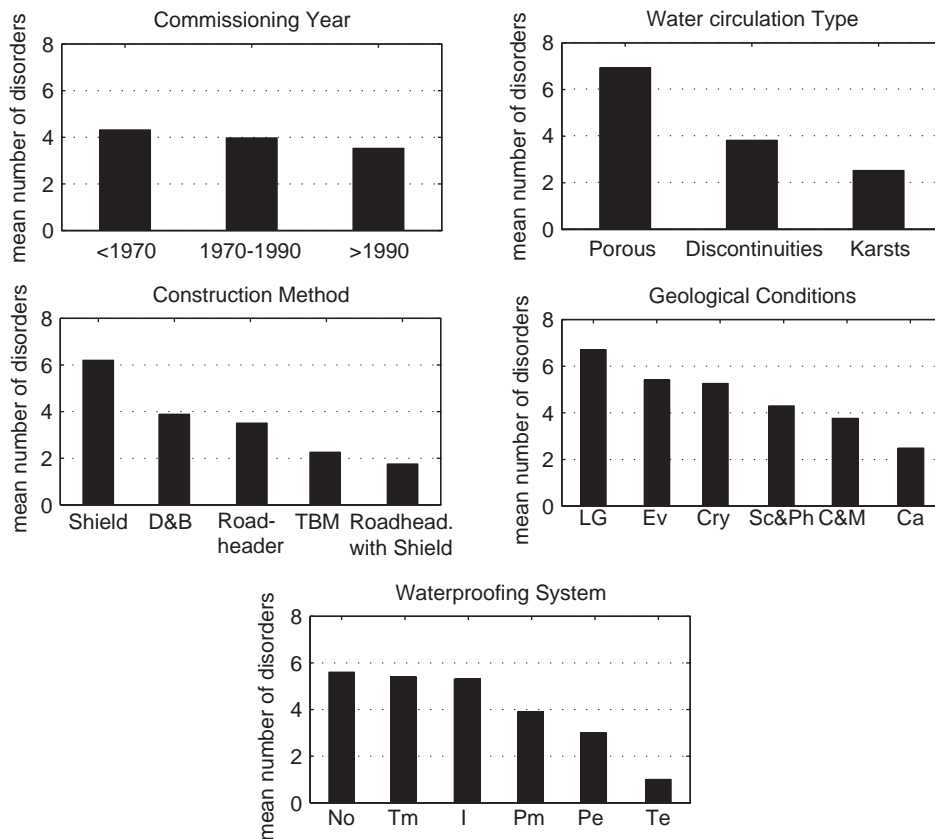 Commissioning Year
mean number of disorders
8
6
4
2
0
<1970 1970-1990 >1990
Water circulation Type
mean number of disorders
8
6
4
2
0
Porous Discontinuities Karsts
Construction Method
mean number of disorders
8
6
4
2
0
Shield D&B Road- TBM Roadhead.
header with Shield
Geological Conditions
mean number of disorders
8
6
4
2
0
LG Ev Cry Sc&Ph C&M Ca
Waterproofing System
mean number of disorders
8
6
4
2
0
No Tm I Pm Pe Te